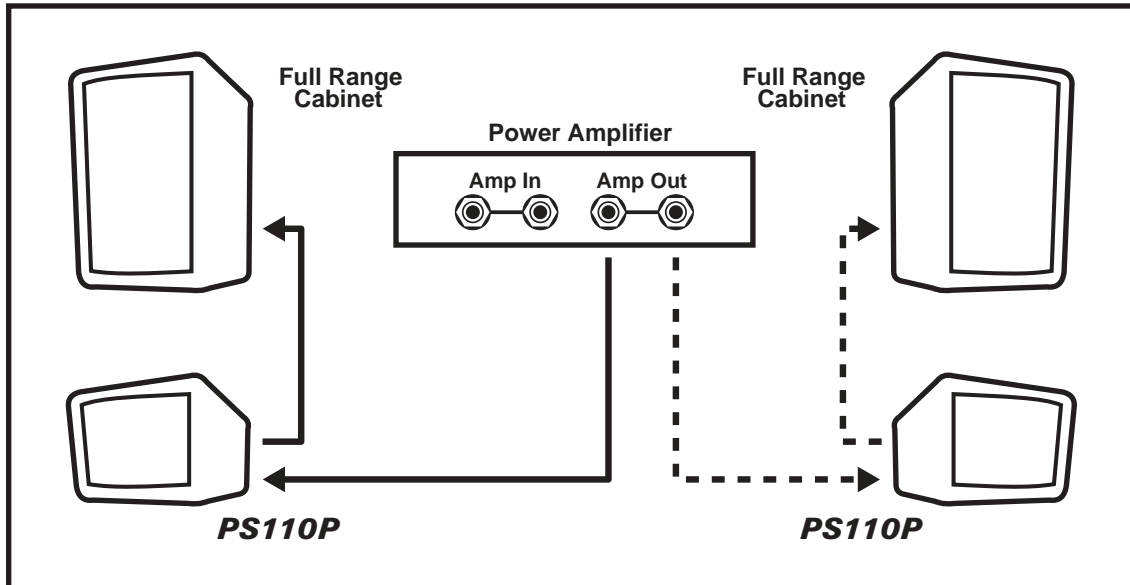 Full Range
Cabinet
Full Range
Cabinet
Power Amplifier
Amp In
Amp Out
PS110P
PS110P